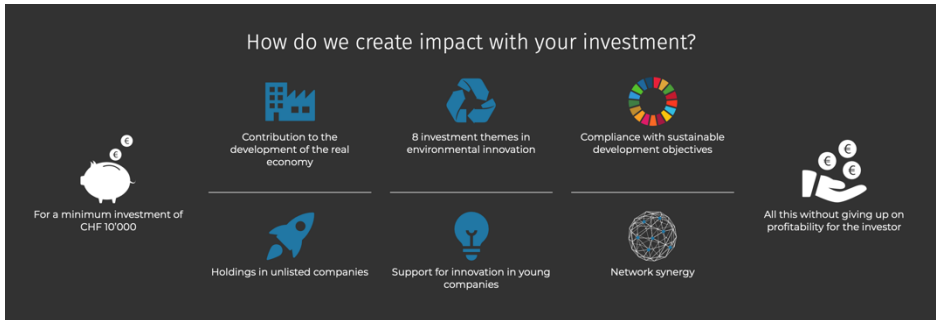 How do we create impact with your investment?
€
€
For a minimum investment of
CHF 10'000
Contribution to the
development of the real
economy
8 investment themes in
environmental innovation
Compliance with sustainable
development objectives
Holdings in unlisted companies
Support for innovation in young
companies
Network synergy
€
€
€
€
All this without giving up on
profitability for the investor